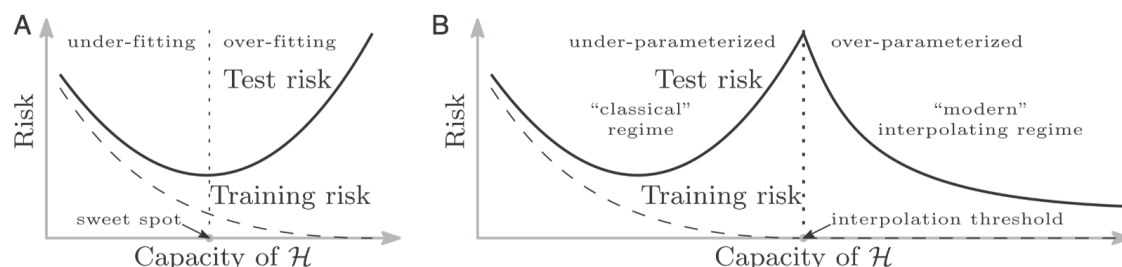 A
under-fitting
over-fitting
Test risk
Risk
Training risk
sweet spot
Capacity of ℋ
B
under-parameterized
over-parameterized
Test risk
“classical”
regime
“modern”
interpolating regime
Risk
Training risk
interpolation threshold
Capacity of ℋ